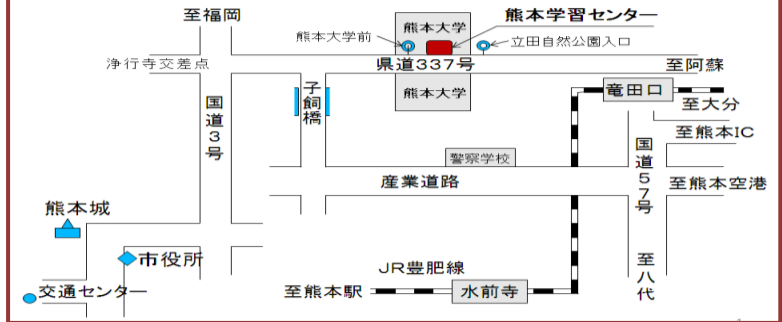 至福岡
熊本大学
熊本学習センター
熊本大学前
立田自然公園入口
浄行寺交差点
県道337号
至阿蘇
国道3号
子飼橋
熊本大学
竜田口
至大分
至熊本IC
警察学校
国道57号
産業道路
至熊本空港
熊本城
市役所
JR豊肥線
至八代
交通センター
至熊本駅
水前寺